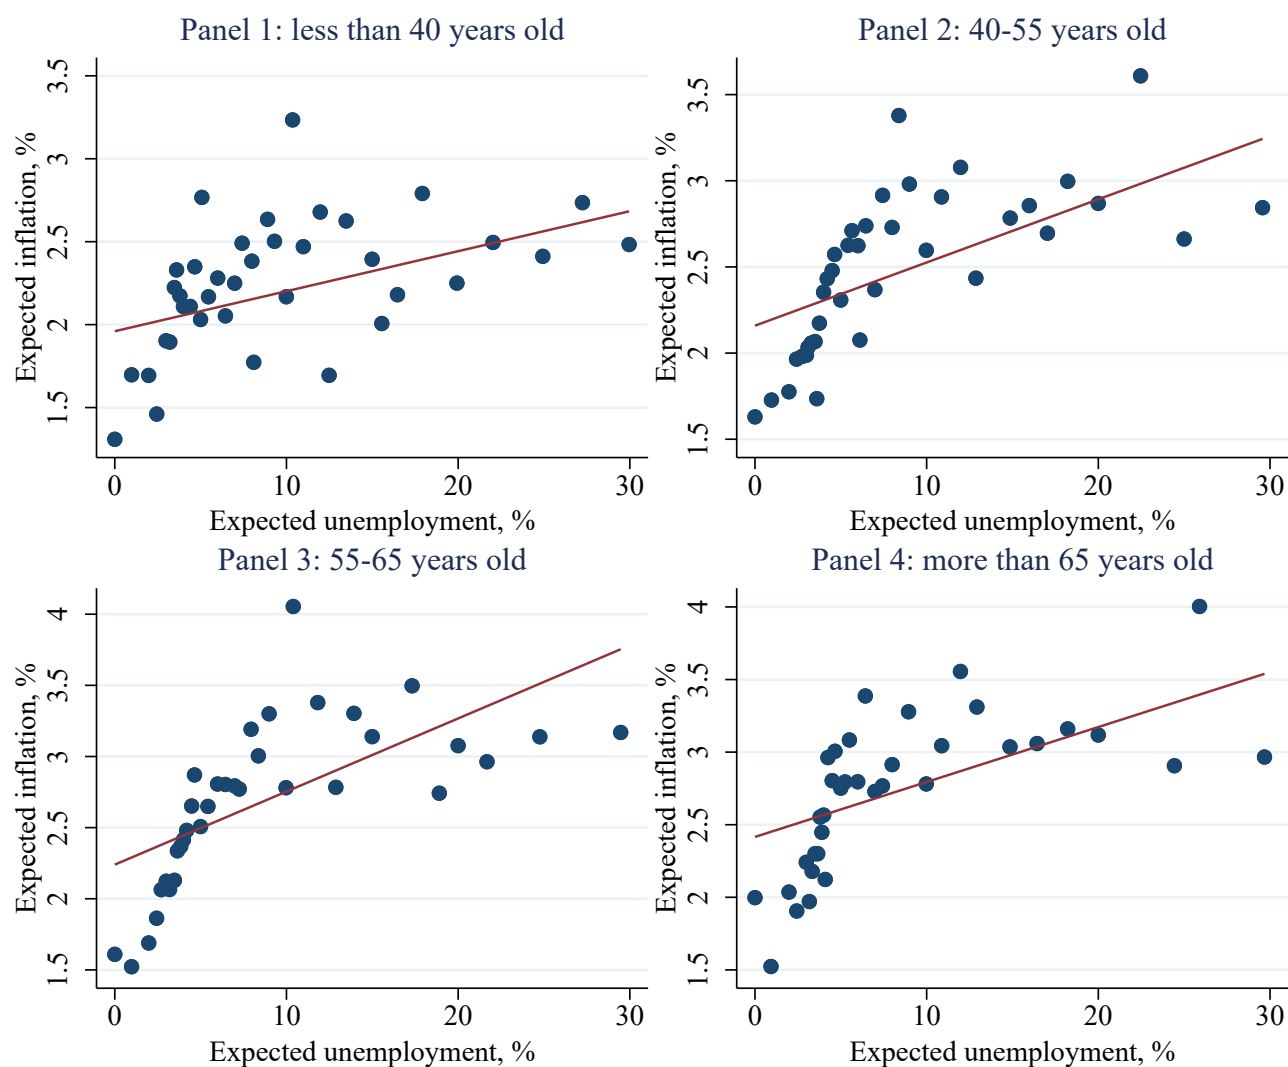 Panel 1: less than 40 years old
Expected inflation, %
3.5
3
2.5
2
1.5
0 10 20 30
Expected unemployment, %
Panel 2: 40-55 years old
Expected inflation, %
3.5
3
2.5
2
1.5
0 10 20 30
Expected unemployment, %
Panel 3: 55-65 years old
Expected inflation, %
4
3.5
3
2.5
2
1.5
0 10 20 30
Expected unemployment, %
Panel 4: more than 65 years old
Expected inflation, %
4
3.5
3
2.5
2
1.5
0 10 20 30
Expected unemployment, %